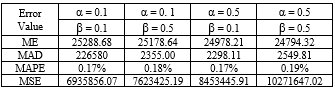 Error Value α = 0.1 α = 0. 1 α = 0.5 α = 0.5
β = 0.1 β = 0.5 β = 0.1 β = 0.5
ME 25288.68 25178.64 24978.21 24794.32
MAD 226580 2355.00 2298.11 2549.81
MAPE 0.17% 0.18% 0.17% 0.19%
MSE 6935856.07 7623425.19 8453445.91 10271647.02